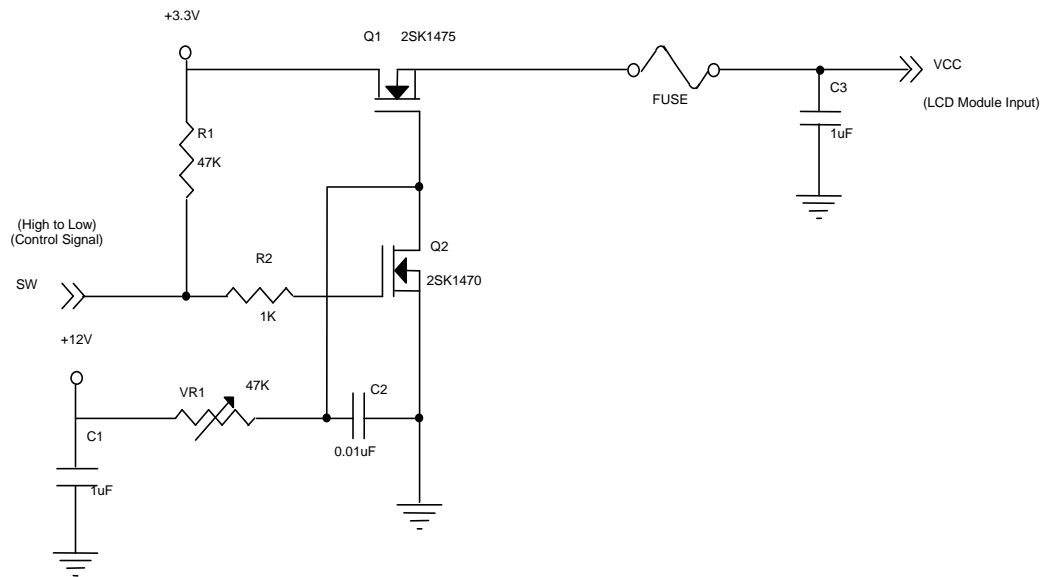 +3.3V
Q1 2SK1475
VCC
FUSE
C3
(LCD Module Input)
1uF
R1
47K
(High to Low)
(Control Signal)
Q2
R2
2SK1470
SW
1K
+12V
VR1
47K
C2
C1
0.01uF
1uF